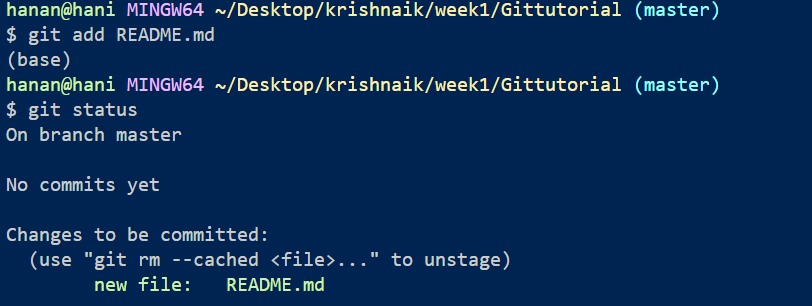 hanan@hani MINGW64 ~/Desktop/krishnaik/week1/Gittutorial (master)
$ git add README.md
(base)
hanan@hani MINGW64 ~/Desktop/krishnaik/week1/Gittutorial (master)
$ git status
On branch master
No commits yet
Changes to be committed:
  (use "git rm --cached <file>..." to unstage)
        new file:   README.md